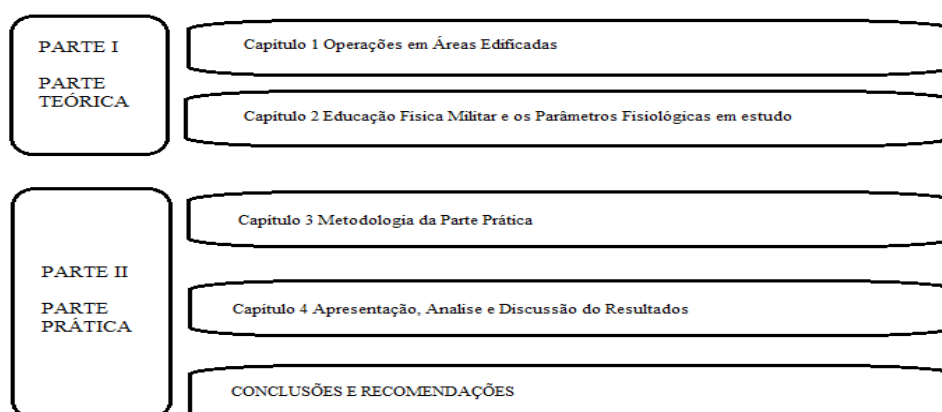 PARTE I
PARTE
TEÓRICA
Capítulo 1 Operações em Áreas Edificadas
Capítulo 2 Educação Física Militar e os Parâmetros Fisiológicas em estudo
PARTE II
PARTE
PRÁTICA
Capítulo 3 Metodologia da Parte Prática
Capítulo 4 Apresentação, Analise e Discussão do Resultados
CONCLUSÕES E RECOMENDAÇÕES